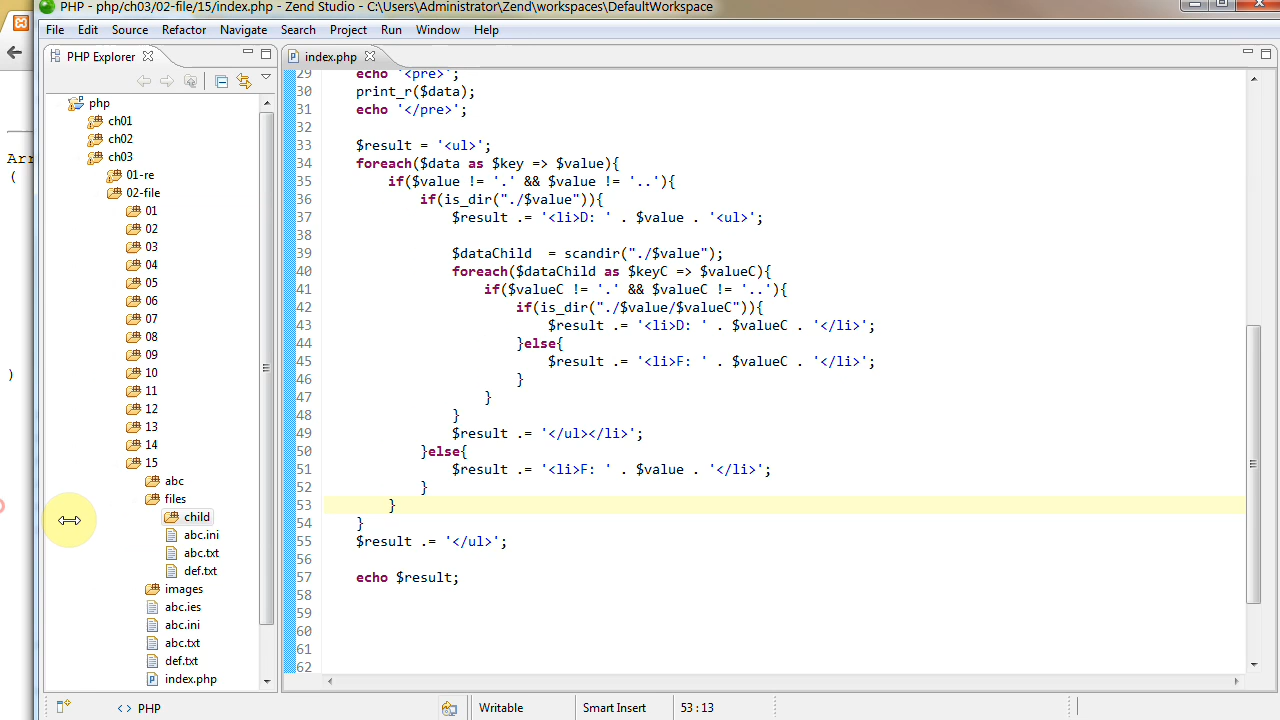 PHP - php/ch03/02-file/15/index.php - Zend Studio - C:\Users\Administrator\Zend\workspaces\DefaultWorkspace
File Edit Source Refactor Navigate Search Project Run Window Help
PHP Explorer
index.php
php
ch01
ch02
ch03
01-re
02-file
01
02
03
04
05
06
07
08
09
10
11
12
13
14
15
abc
files
child
abc.ini
abc.txt
def.txt
images
abc.ies
abc.ini
abc.txt
def.txt
index.php
Arr
(
)
29 echo '<pre>';
30 print_r($data);
31 echo '</pre>';
32
33 $result = '<ul>';
34 foreach($data as $key => $value){
35 if($value != '.' && $value != '..'){
36 if(is_dir("./$value")){
37 $result .= '<li>D: ' . $value . '<ul>';
38
39 $dataChild  = scandir("./$value");
40 foreach($dataChild as $keyC => $valueC){
41 if($valueC != '.' && $valueC != '..'){
42 if(is_dir("./$value/$valueC")){
43 $result .= '<li>D: ' . $valueC . '</li>';
44 }else{
45 $result .= '<li>F: ' . $valueC . '</li>';
46 }
47 }
48 }
49 $result .= '</ul></li>';
50 }else{
51 $result .= '<li>F: ' . $value . '</li>';
52 }
53 }
54 }
55 $result .= '</ul>';
56
57 echo $result;
58
59
60
61
62
<> PHP
Writable
Smart Insert
53 : 13